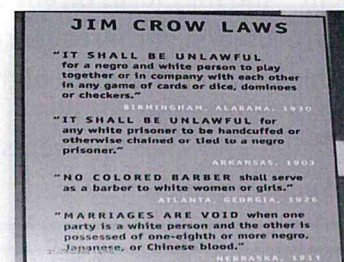 JIM CROW LAWS
"IT SHALL BE UNLAWFUL
for a negro and white person to play
together or in company with each other
in any game of cards or dice, dominoes
or checkers."
BIRMINGHAM, ALABAMA, 1930
"IT SHALL BE UNLAWFUL for
any white prisoner to be handcuffed or
otherwise chained or tied to a negro
prisoner."
ARKANSAS, 1903
"NO COLORED BARBER shall serve
as a barber to white women or girls."
ATLANTA, GEORGIA, 1926
"MARRIAGES ARE VOID when one
party is a white person and the other is
possessed of one-eighth or more negro,
Japanese, or Chinese blood."
NEBRASKA, 1911